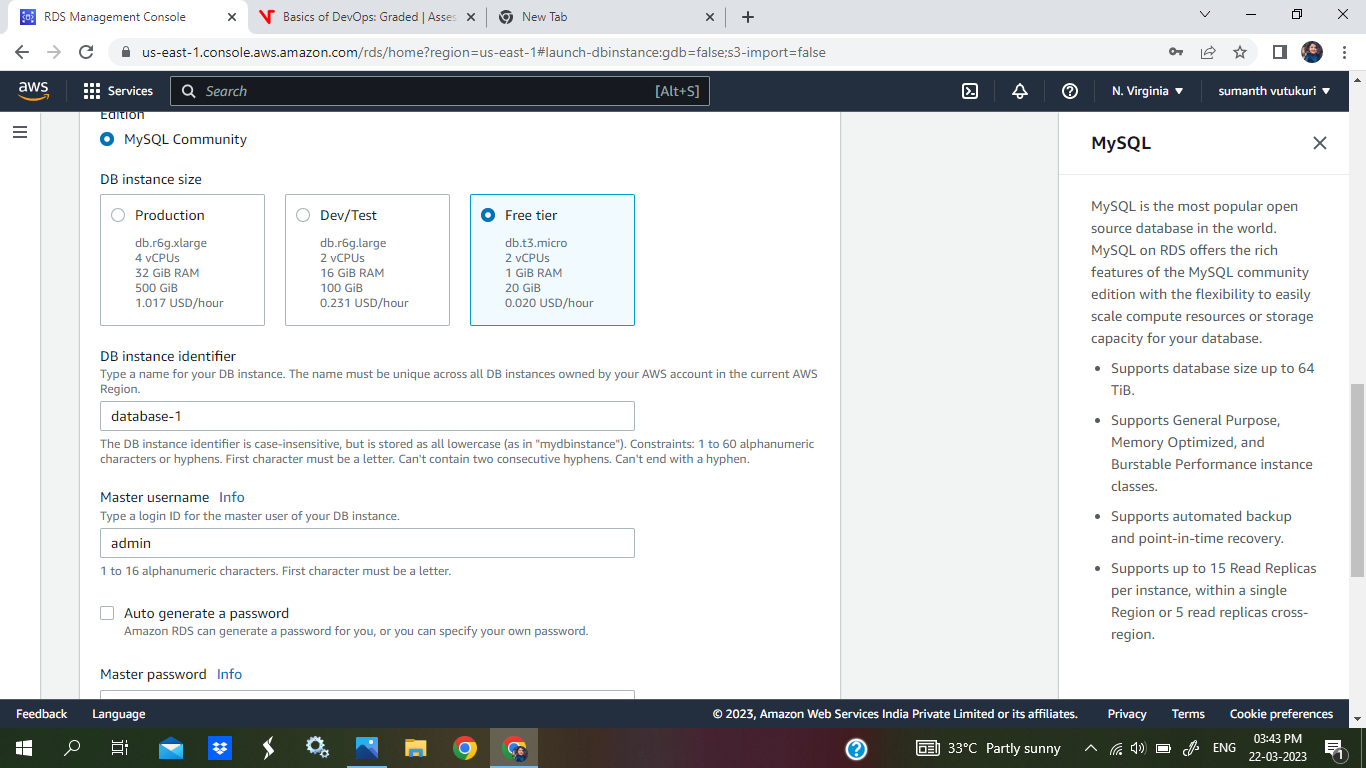 RDS Management Console
Basics of DevOps: Graded | Asses
New Tab
us-east-1.console.aws.amazon.com/rds/home?region=us-east-1#launch-dbinstance:gdb=false;s3-import=false
aws
Services
Search
[Alt+S]
N. Virginia
sumanth vutukuri
Edition
MySQL Community
DB instance size
Production
db.r6g.xlarge
4 vCPUs
32 GiB RAM
500 GiB
1.017 USD/hour
Dev/Test
db.r6g.large
2 vCPUs
16 GiB RAM
100 GiB
0.231 USD/hour
Free tier
db.t3.micro
2 vCPUs
1 GiB RAM
20 GiB
0.020 USD/hour
DB instance identifier
Type a name for your DB instance. The name must be unique across all DB instances owned by your AWS account in the current AWS
Region.
database-1
The DB instance identifier is case-insensitive, but is stored as all lowercase (as in "mydbinstance"). Constraints: 1 to 60 alphanumeric
characters or hyphens. First character must be a letter. Can't contain two consecutive hyphens. Can't end with a hyphen.
Master username Info
Type a login ID for the master user of your DB instance.
admin
1 to 16 alphanumeric characters. First character must be a letter.
Auto generate a password
Amazon RDS can generate a password for you, or you can specify your own password.
Master password Info
MySQL
MySQL is the most popular open
source database in the world.
MySQL on RDS offers the rich
features of the MySQL community
edition with the flexibility to easily
scale compute resources or storage
capacity for your database.
• Supports database size up to 64
TiB.
• Supports General Purpose,
Memory Optimized, and
Burstable Performance instance
classes.
• Supports automated backup
and point-in-time recovery.
• Supports up to 15 Read Replicas
per instance, within a single
Region or 5 read replicas cross-
region.
Feedback
Language
© 2023, Amazon Web Services India Private Limited or its affiliates.
Privacy
Terms
Cookie preferences
33°C Partly sunny
ENG
03:43 PM
22-03-2023
1